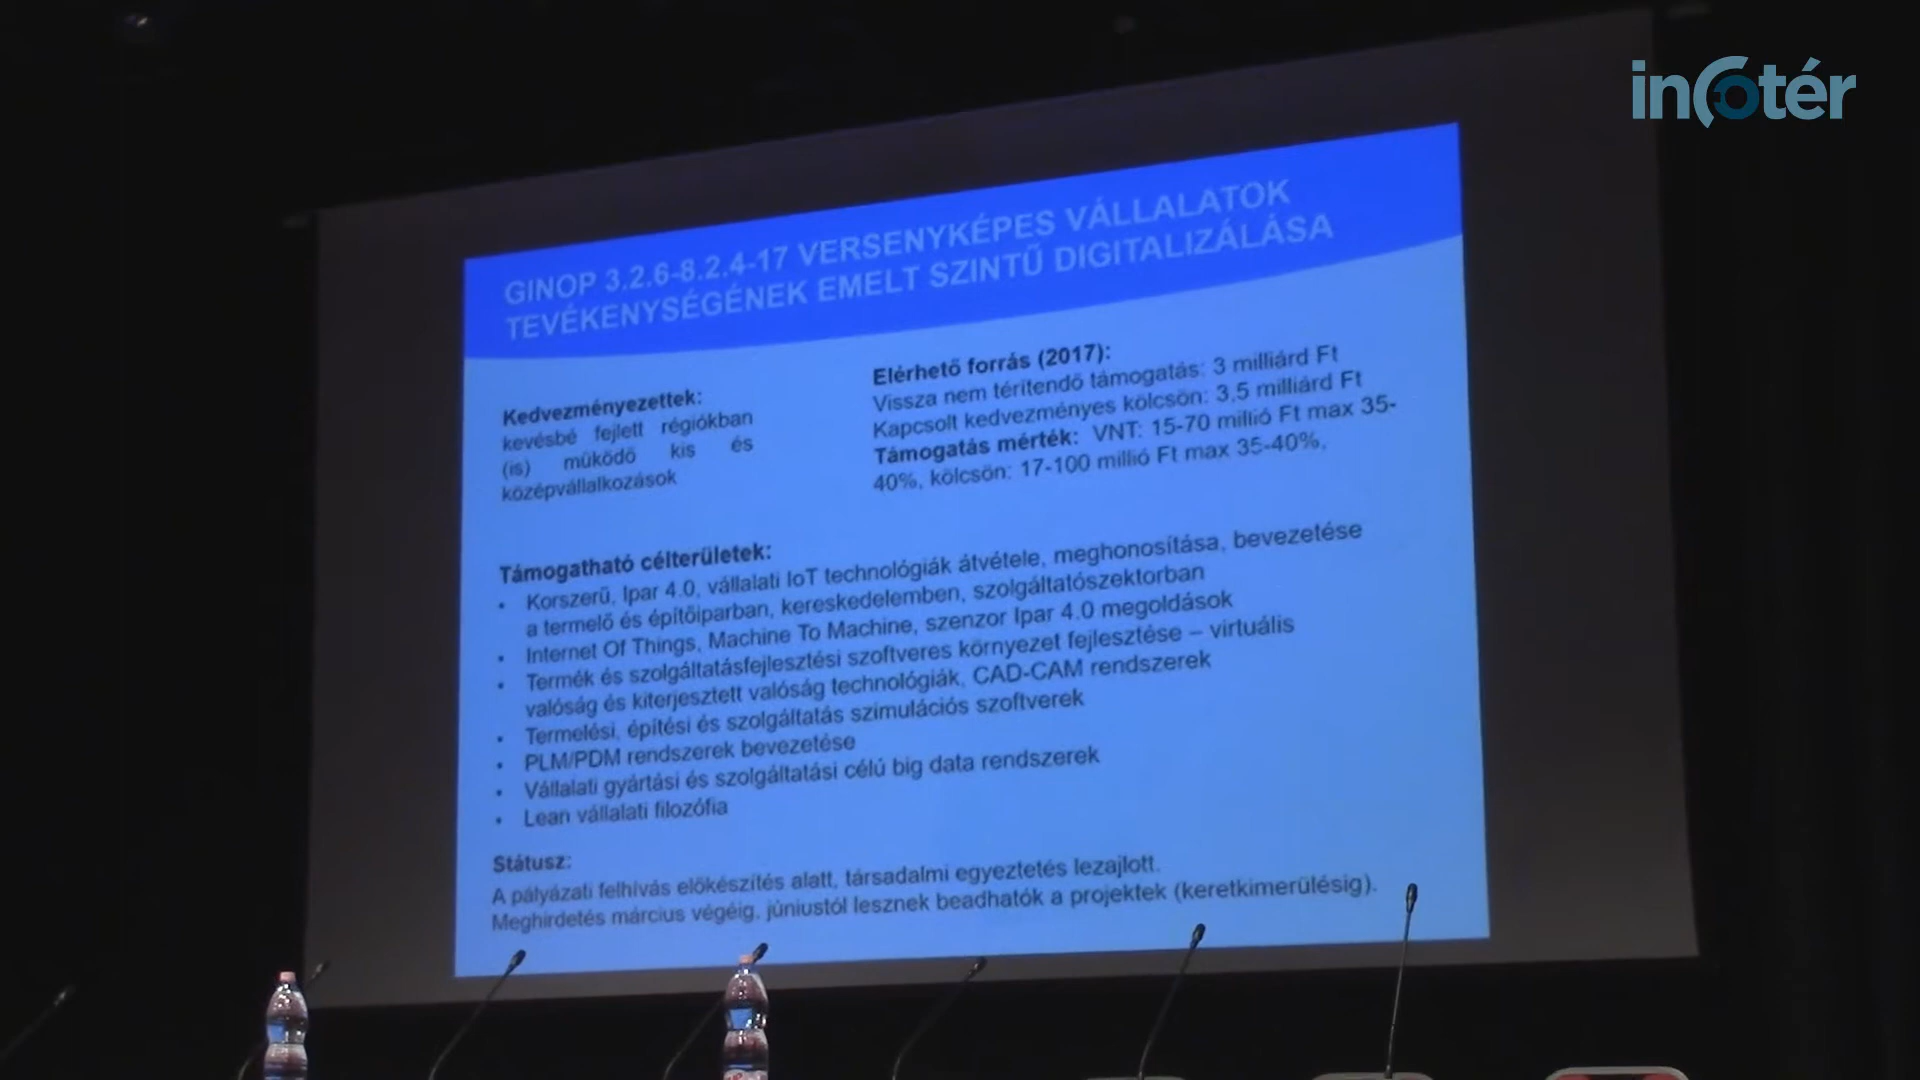 infotér
GINOP 3.2.6-8.2.4-17 VERSENYKÉPES VÁLLALATOK
TEVÉKENYSÉGÉNEK EMELT SZINTŰ DIGITALIZÁLÁSA
Kedvezményezettek:
kevésbé fejlett régiókban
(is) működő kis és
középvállalkozások
Elérhető forrás (2017):
Vissza nem térítendő támogatás: 3 milliárd Ft
Kapcsolt kedvezményes kölcsön: 3,5 milliárd Ft
Támogatás mérték: VNT: 15-70 millió Ft max 35-
40%, kölcsön: 17-100 millió Ft max 35-40%,
Támogatható célterületek:
• Korszerű, Ipar 4.0, vállalati IoT technológiák átvétele, meghonosítása, bevezetése
a termelő és építőiparban, kereskedelemben, szolgáltatószektorban
• Internet Of Things, Machine To Machine, szenzor Ipar 4.0 megoldások
• Termék és szolgáltatásfejlesztési szoftveres környezet fejlesztése – virtuális
valóság és kiterjesztett valóság technológiák, CAD-CAM rendszerek
• Termelési, építési és szolgáltatás szimulációs szoftverek
• PLM/PDM rendszerek bevezetése
• Vállalati gyártási és szolgáltatási célú big data rendszerek
• Lean vállalati filozófia
Státusz:
A pályázati felhívás előkészítés alatt, társadalmi egyeztetés lezajlott.
Meghirdetés március végéig, júniustól lesznek beadhatók a projektek (keretkimerülésig).